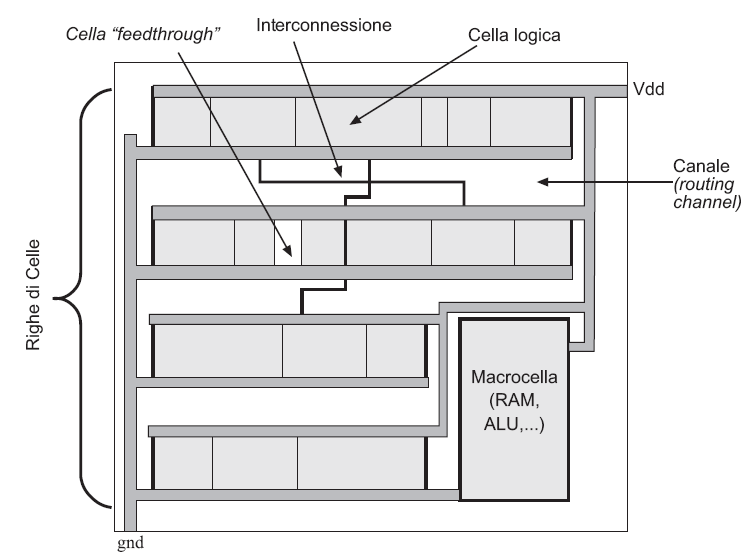 Cella “feedthrough”
Interconnessione
Cella logica
Vdd
Canale
(routing
channel)
Righe di Celle
Macrocella
(RAM,
ALU,...)
gnd